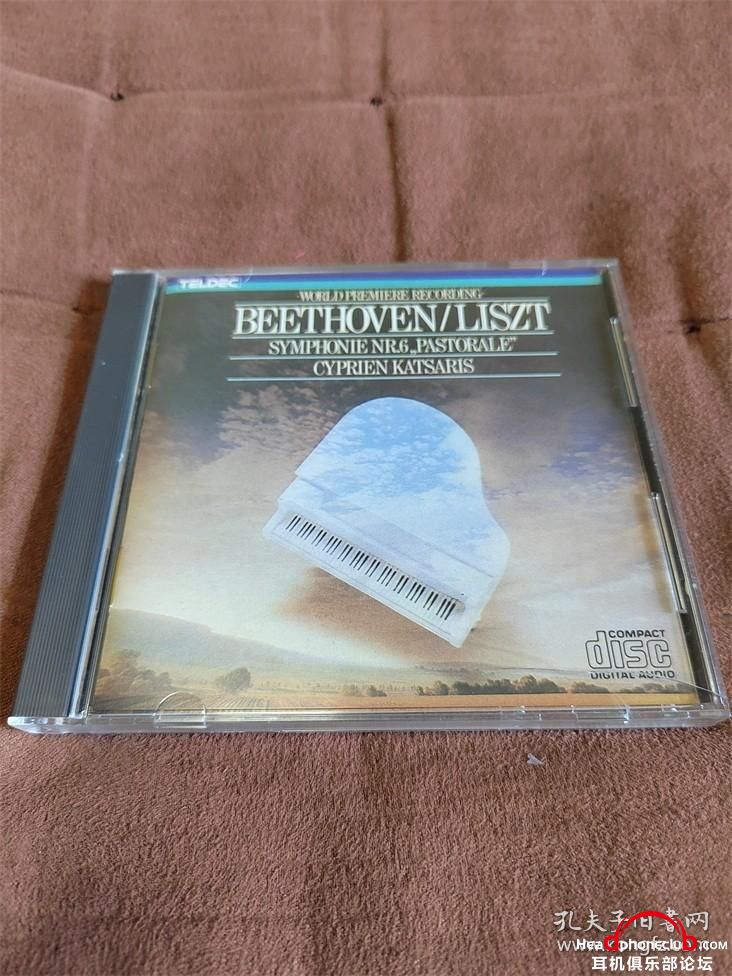 TELDEC
·WORLD PREMIERE RECORDING·
BEETHOVEN/LISZT
SYMPHONIE NR.6 „PASTORALE”
CYPRIEN KATSARIS
COMPACT
disc
DIGITAL AUDIO
孔夫子旧书网
耳机俱乐部论坛